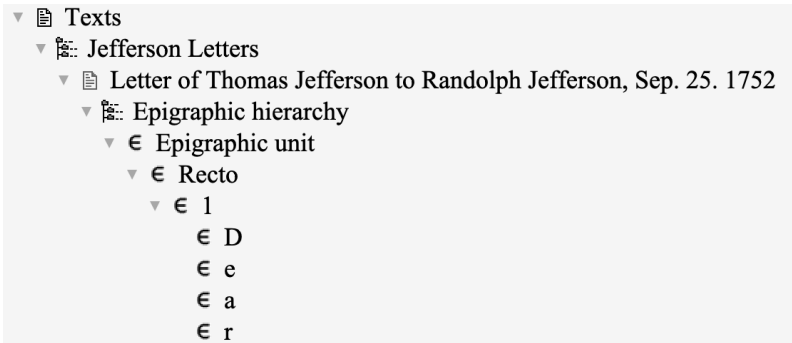 Texts
Jefferson Letters
Letter of Thomas Jefferson to Randolph Jefferson, Sep. 25. 1752
Epigraphic hierarchy
∈ Epigraphic unit
∈ Recto
∈ 1
∈ D
∈ e
∈ a
∈ r